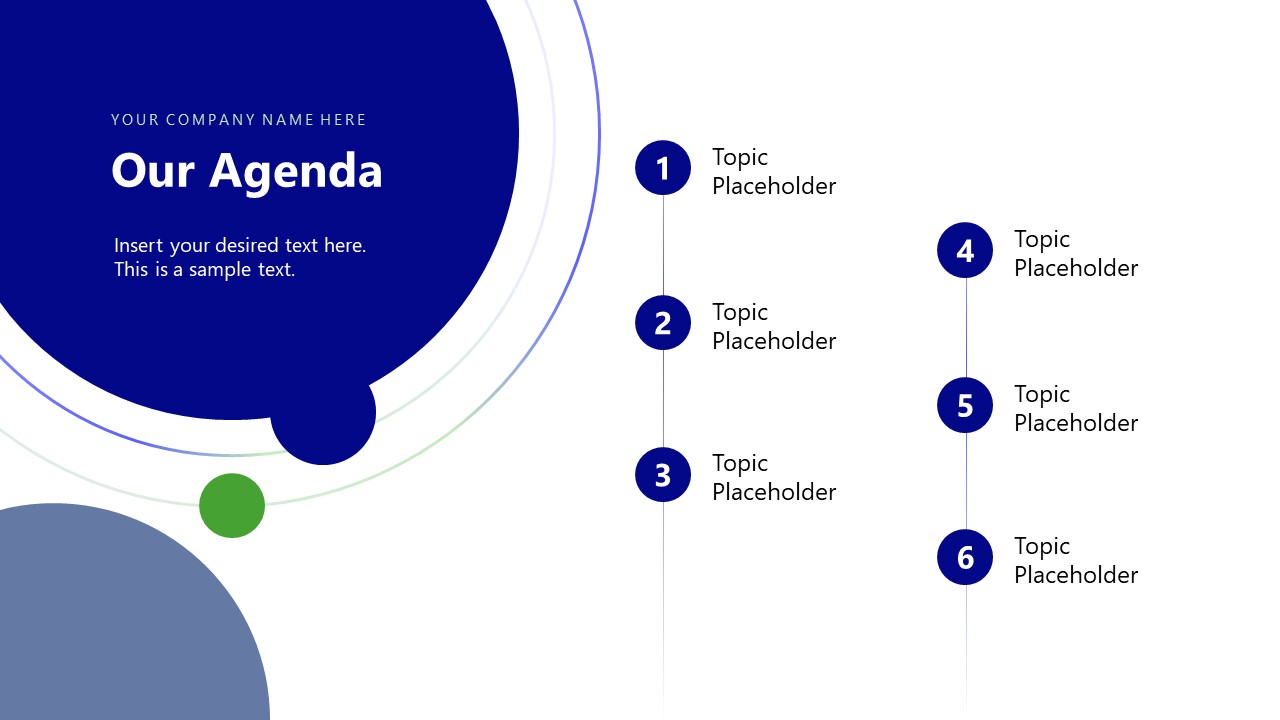 YOUR COMPANY NAME HERE
Our Agenda
Insert your desired text here.
This is a sample text.
1
Topic
Placeholder
2
Topic
Placeholder
3
Topic
Placeholder
4
Topic
Placeholder
5
Topic
Placeholder
6
Topic
Placeholder